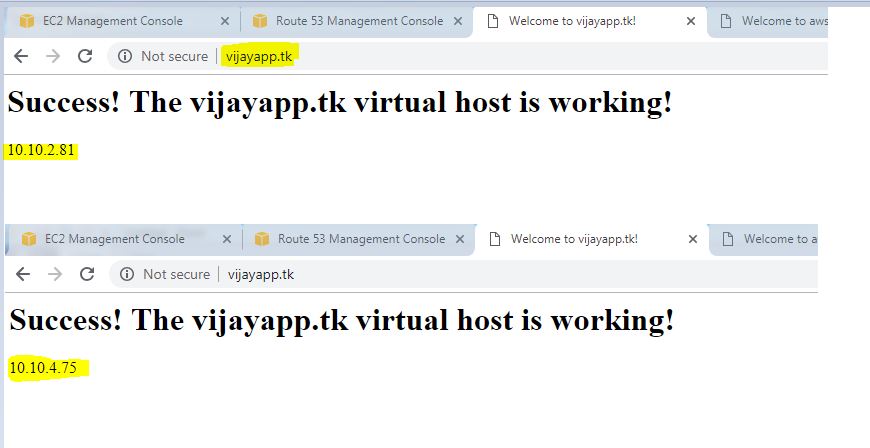 EC2 Management Console
Route 53 Management Console
Welcome to vijayapp.tk!
Welcome to aws
Not secure | vijayapp.tk
Success! The vijayapp.tk virtual host is working!
10.10.2.81
EC2 Management Console
Route 53 Management Console
Welcome to vijayapp.tk!
Welcome to a
Not secure | vijayapp.tk
Success! The vijayapp.tk virtual host is working!
10.10.4.75